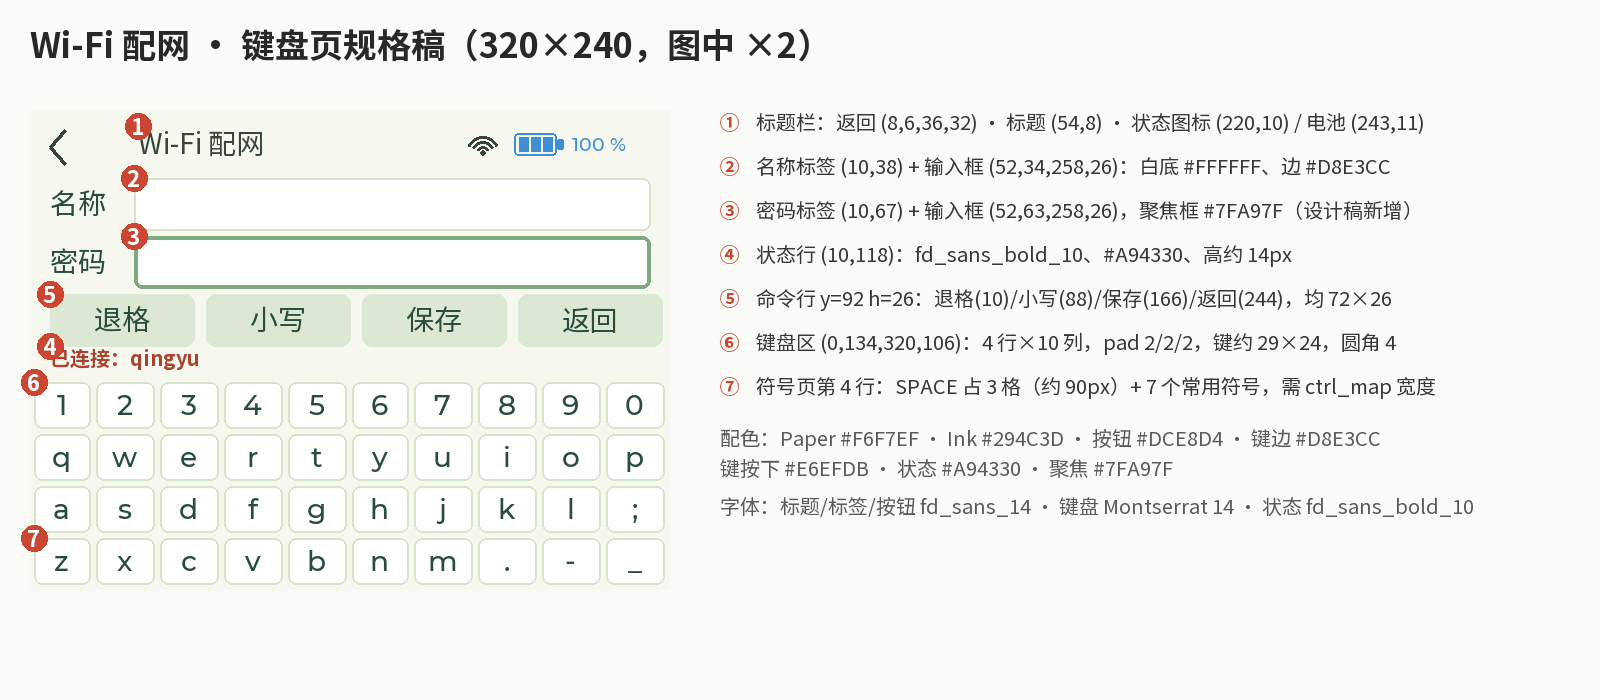 Wi-Fi 配网 · 键盘页规格稿（320×240，图中 ×2）
1
Wi-Fi 配网
100 %
2
名称
3
密码
5
退格 小写 保存 返回
4
已连接：qingyu
6
1 2 3 4 5 6 7 8 9 0
q w e r t y u i o p
a s d f g h j k l ;
7
z x c v b n m . - _
① 标题栏：返回 (8,6,36,32) · 标题 (54,8) · 状态图标 (220,10) / 电池 (243,11)
② 名称标签 (10,38) + 输入框 (52,34,258,26)：白底 #FFFFFF、边 #D8E3CC
③ 密码标签 (10,67) + 输入框 (52,63,258,26)，聚焦框 #7FA97F（设计稿新增）
④ 状态行 (10,118)：fd_sans_bold_10、#A94330、高约 14px
⑤ 命令行 y=92 h=26：退格(10)/小写(88)/保存(166)/返回(244)，均 72×26
⑥ 键盘区 (0,134,320,106)：4 行×10 列，pad 2/2/2，键约 29×24，圆角 4
⑦ 符号页第 4 行：SPACE 占 3 格（约 90px）+ 7 个常用符号，需 ctrl_map 宽度
配色：Paper #F6F7EF · Ink #294C3D · 按钮 #DCE8D4 · 键边 #D8E3CC
键按下 #E6EFDB · 状态 #A94330 · 聚焦 #7FA97F
字体：标题/标签/按钮 fd_sans_14 · 键盘 Montserrat 14 · 状态 fd_sans_bold_10